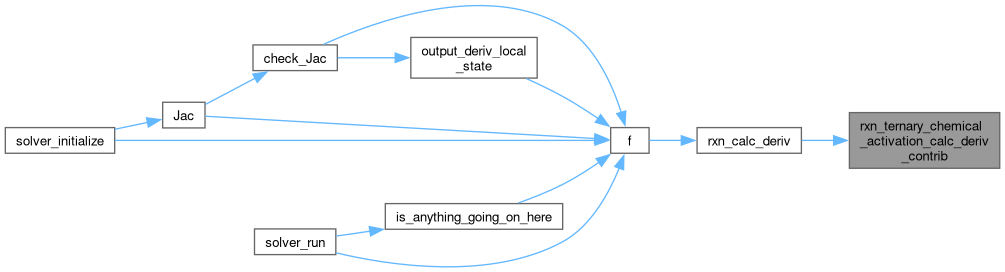 solver_initialize
Jac
check_Jac
output_deriv_local
_state
f
rxn_calc_deriv
rxn_ternary_chemical
_activation_calc_deriv
_contrib
is_anything_going_on_here
solver_run